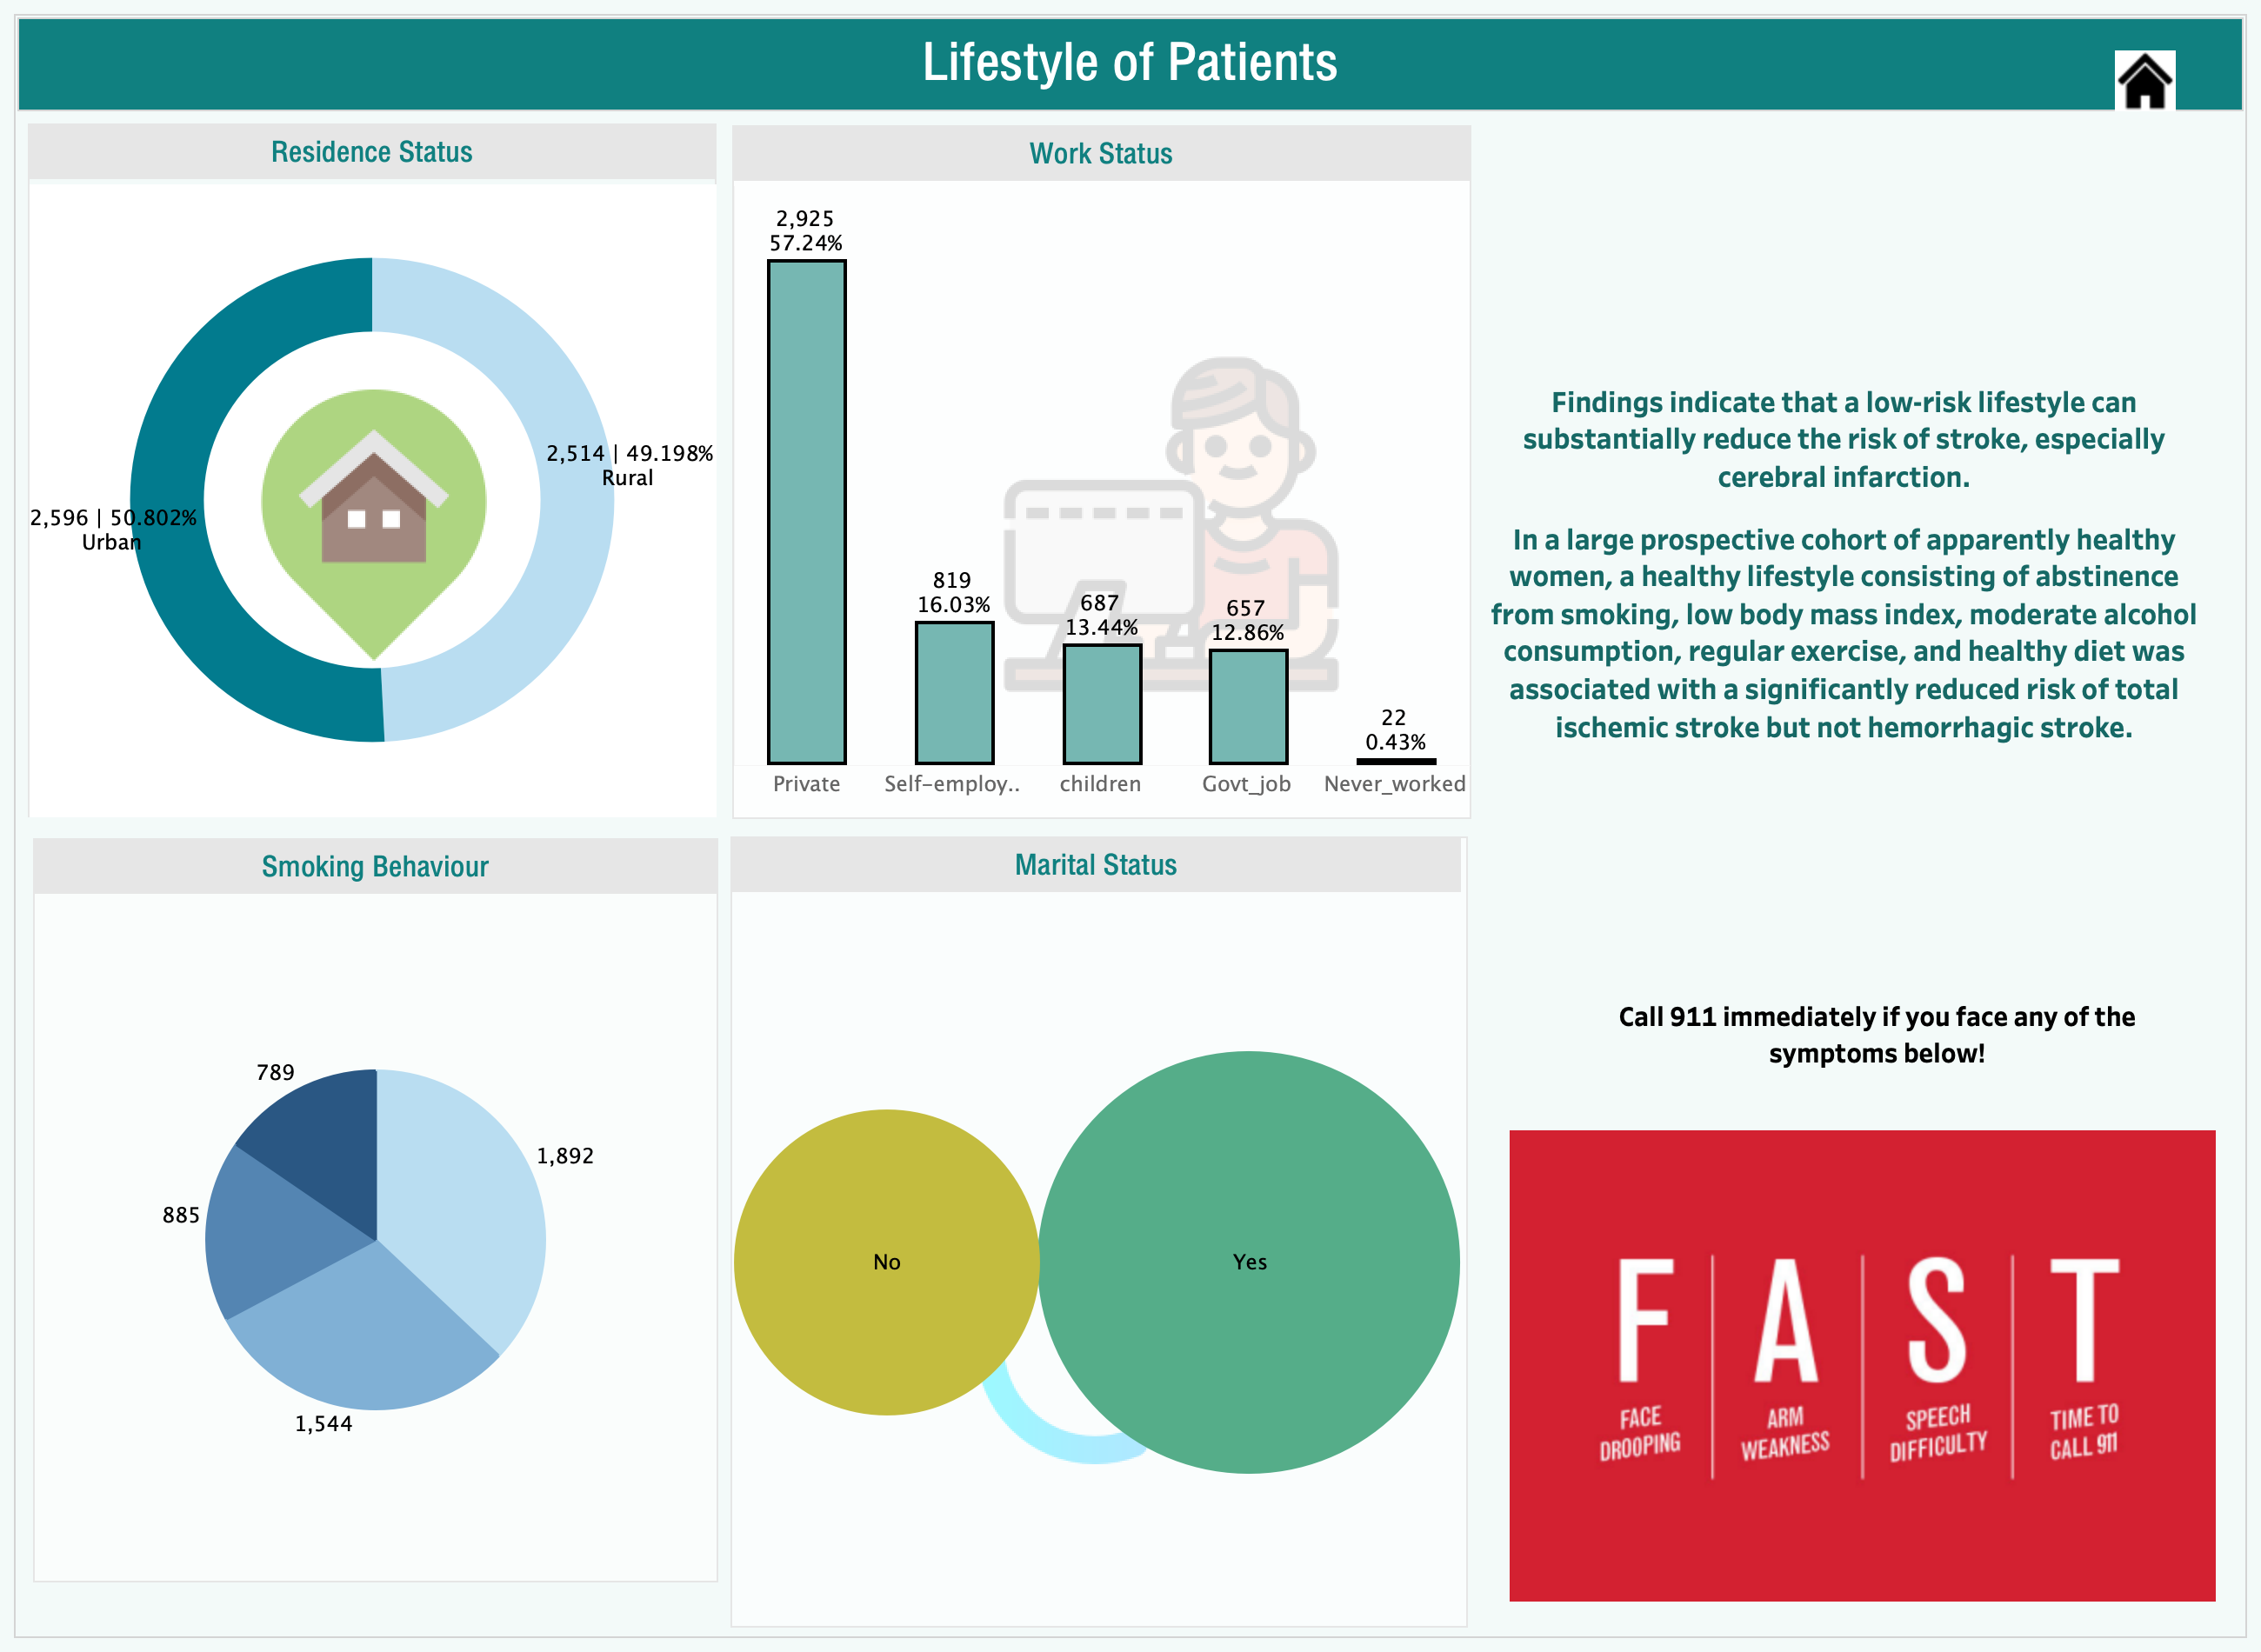 Lifestyle of Patients
Residence Status
2,514 | 49.198%
Rural
2,596 | 50.802%
Urban
Work Status
2,925
57.24%
819
16.03%
687
13.44%
657
12.86%
22
0.43%
Private
Self-employ..
children
Govt_job
Never_worked
Findings indicate that a low-risk lifestyle can
substantially reduce the risk of stroke, especially
cerebral infarction.
In a large prospective cohort of apparently healthy
women, a healthy lifestyle consisting of abstinence
from smoking, low body mass index, moderate alcohol
consumption, regular exercise, and healthy diet was
associated with a significantly reduced risk of total
ischemic stroke but not hemorrhagic stroke.
Smoking Behaviour
789
1,892
885
1,544
Marital Status
No
Yes
Call 911 immediately if you face any of the
symptoms below!
F A S T
FACE
DROOPING
ARM
WEAKNESS
SPEECH
DIFFICULTY
TIME TO
CALL 911